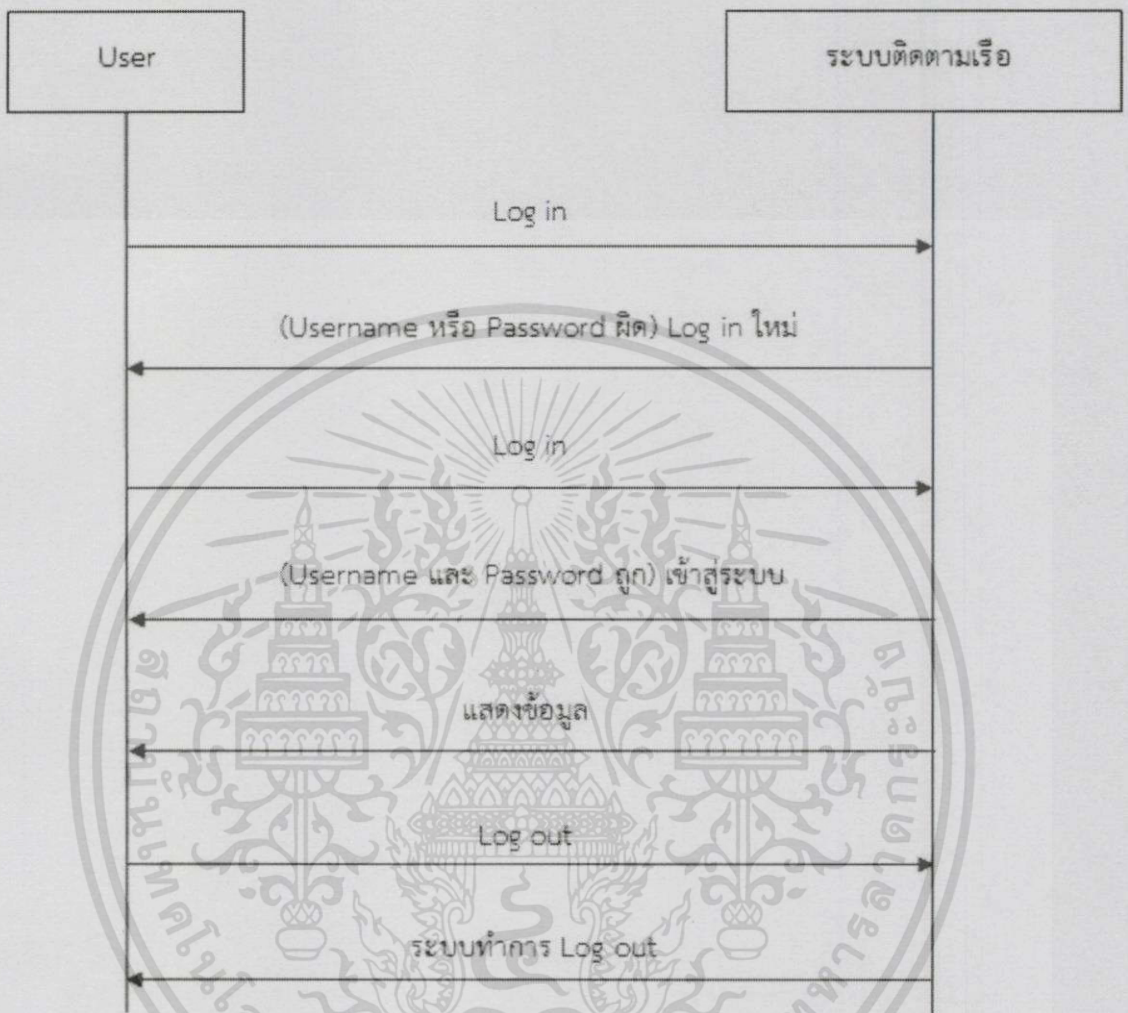 User
ระบบติดตามเรือ
Log in
(Username หรือ Password ผิด) Log in ใหม่
Log in
(Username และ Password ถูก) เข้าสู่ระบบ
แสดงข้อมูล
Log out
ระบบทำการ Log out